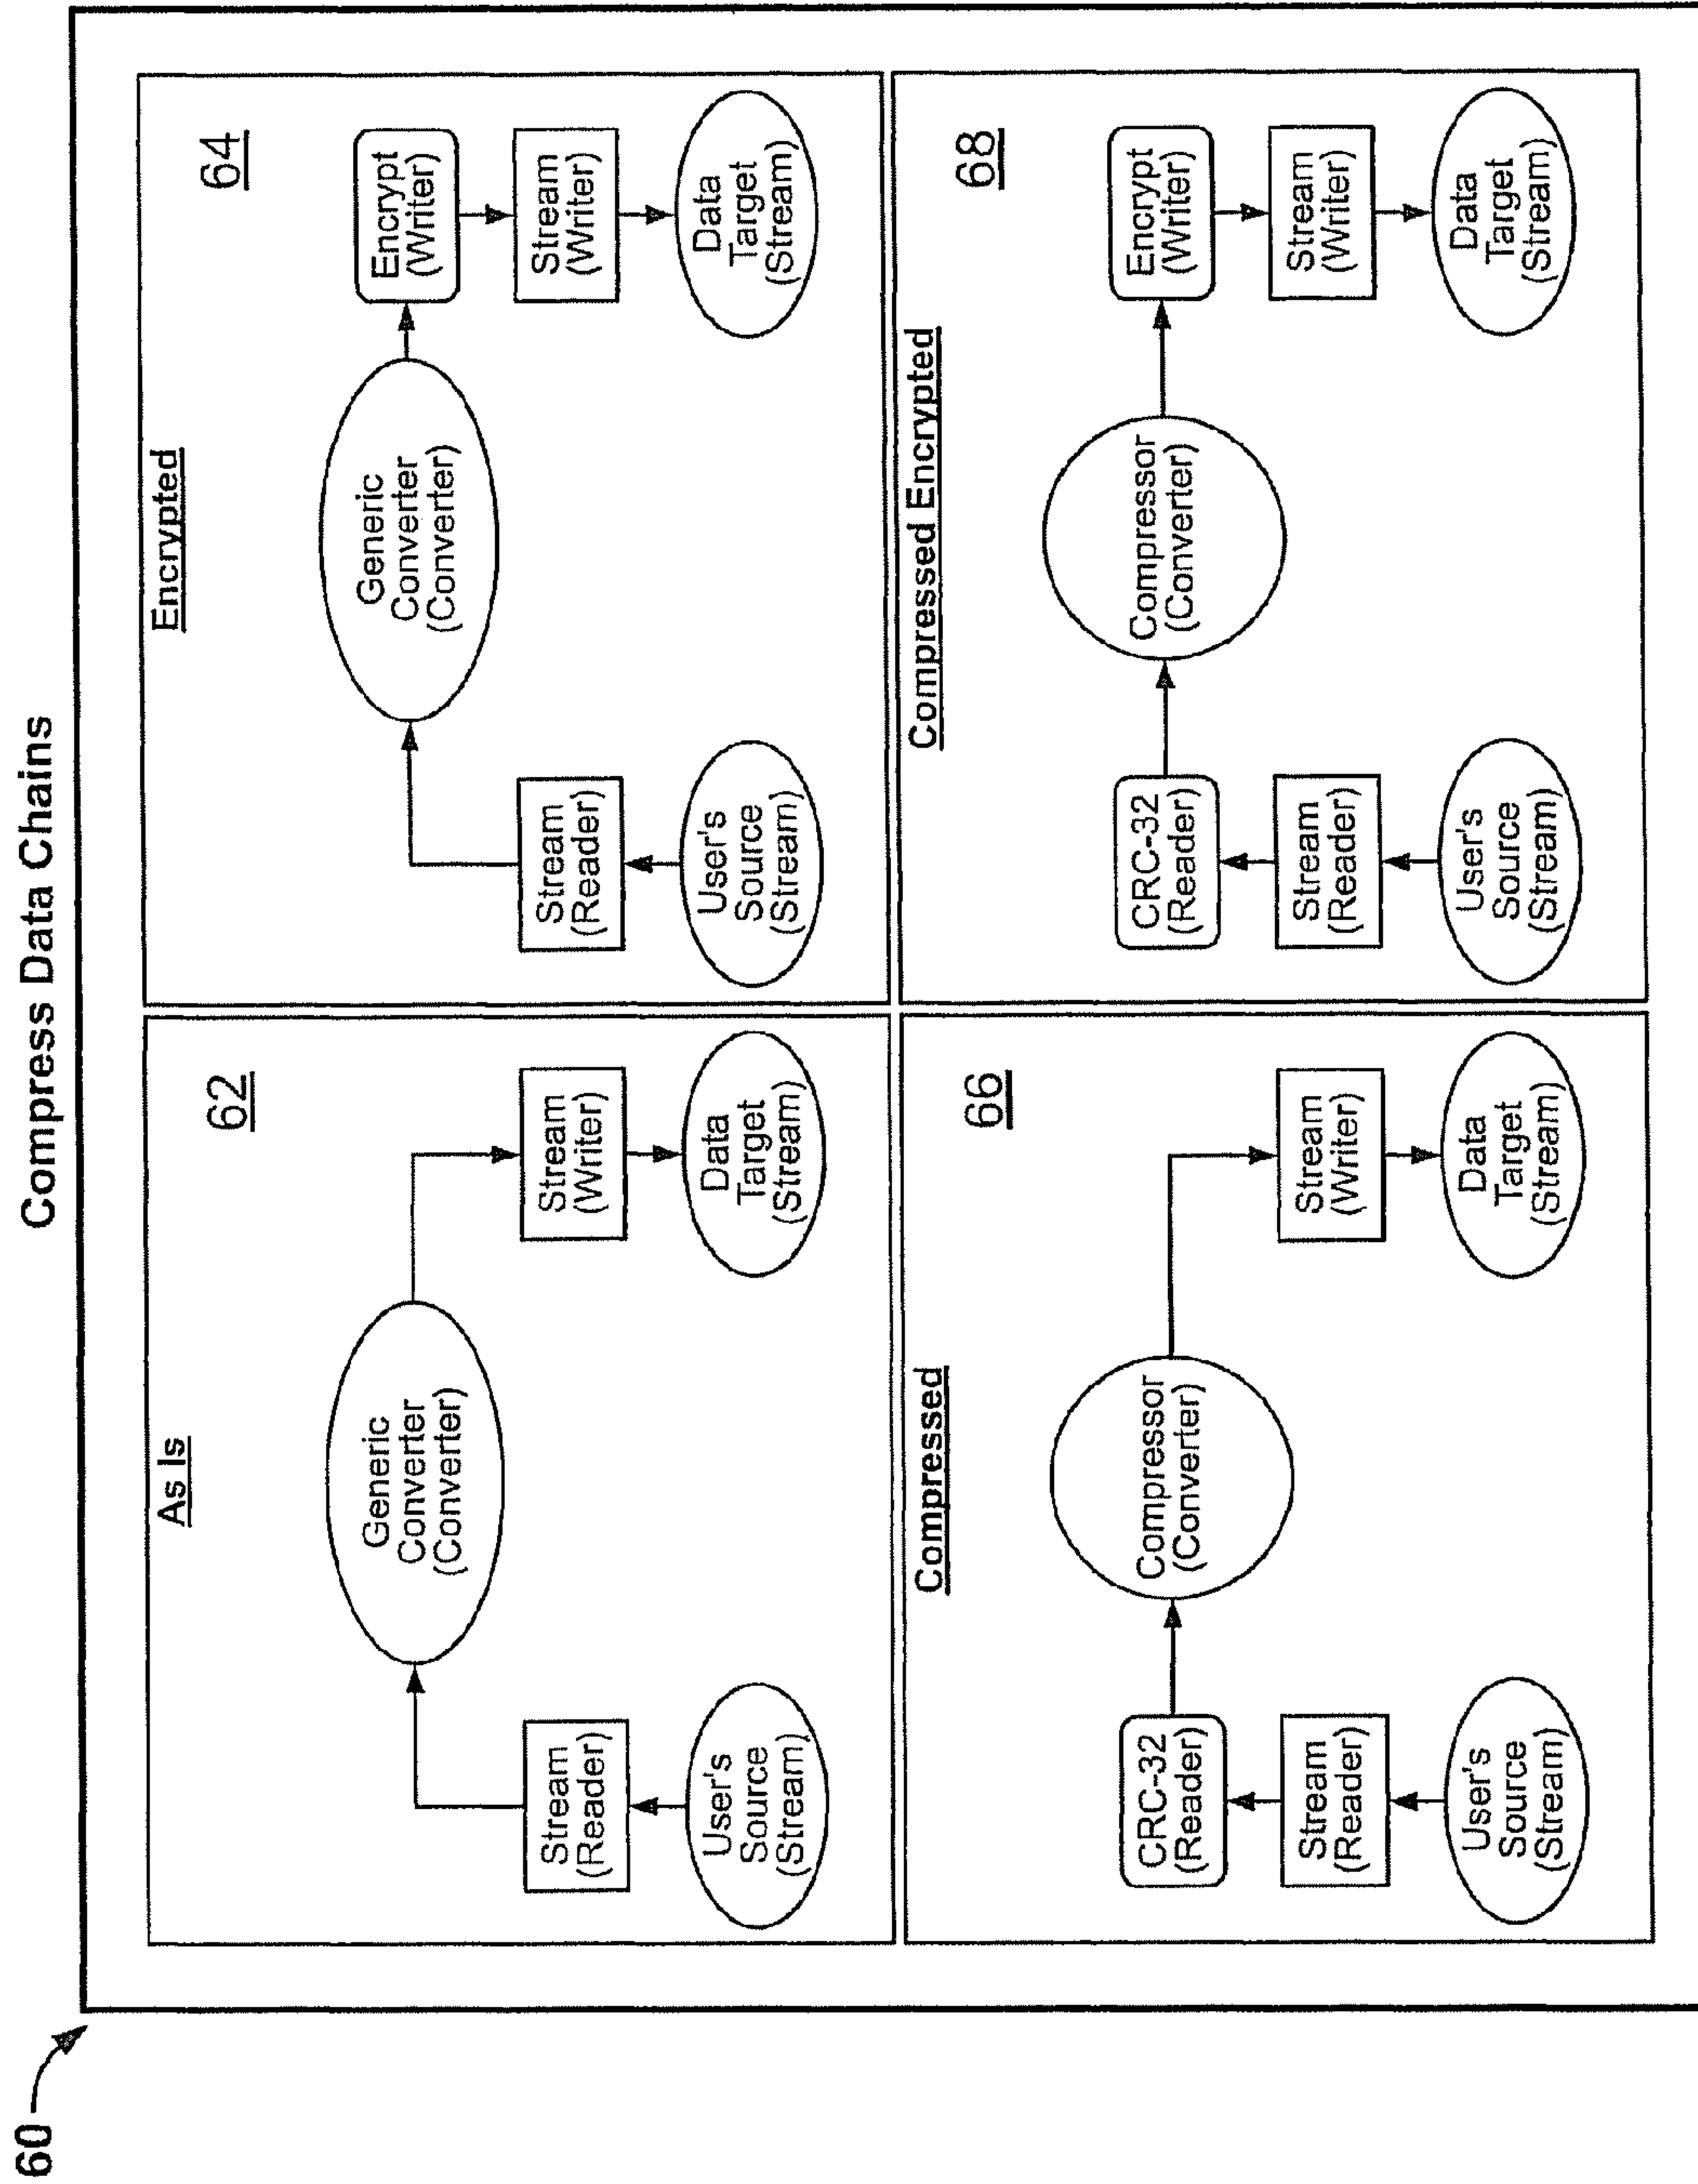 60
Compress Data Chains
As Is
62
Generic
Converter
(Converter)
Stream
(Reader)
User's
Source
(Stream)
Stream
(Writer)
Data
Target
(Stream)
Encrypted
64
Generic
Converter
(Converter)
Stream
(Reader)
User's
Source
(Stream)
Encrypt
(Writer)
Stream
(Writer)
Data
Target
(Stream)
Compressed
66
Compressor
(Converter)
CRC-32
(Reader)
Stream
(Reader)
User's
Source
(Stream)
Stream
(Writer)
Data
Target
(Stream)
Compressed Encrypted
68
Compressor
(Converter)
CRC-32
(Reader)
Stream
(Reader)
User's
Source
(Stream)
Encrypt
(Writer)
Stream
(Writer)
Data
Target
(Stream)